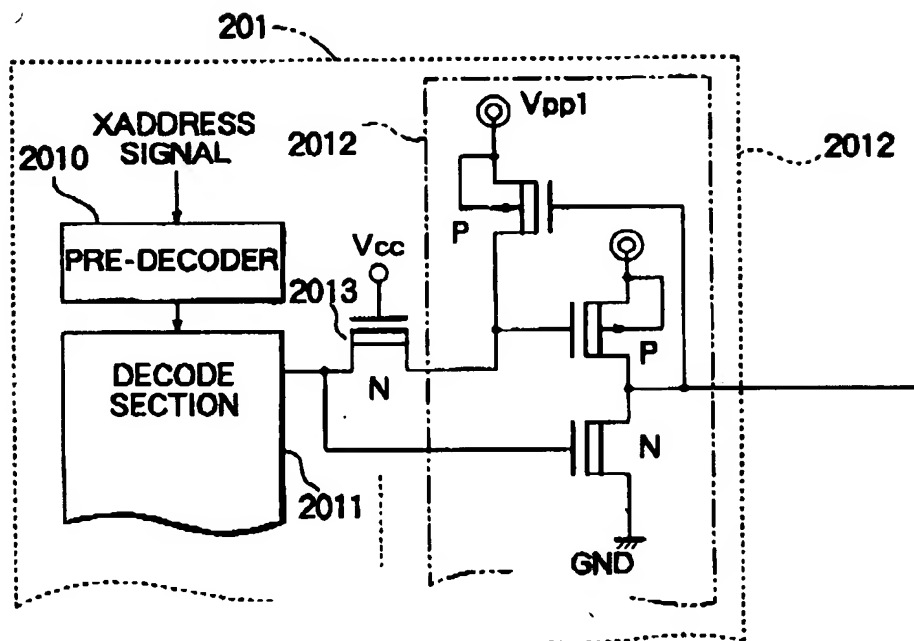 201
XADDRESS
SIGNAL
2010
2012
Vpp1
2012
PRE-DECODER
P
Vcc
2013
P
DECODE
SECTION
N
N
2011
GND